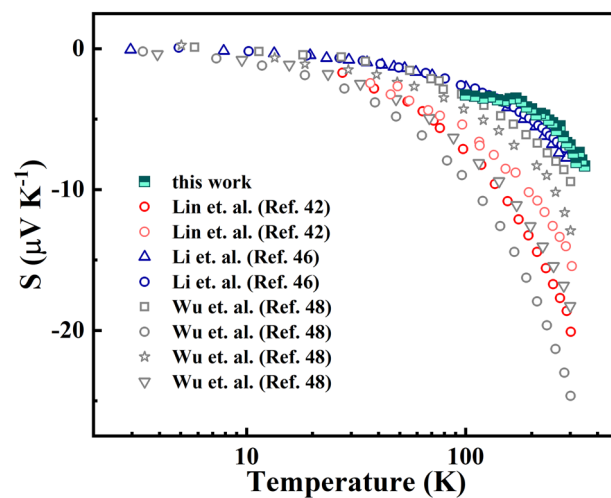 0
-10
-20
S (μV K⁻¹)
this work
Lin et. al. (Ref. 42)
Lin et. al. (Ref. 42)
Li et. al. (Ref. 46)
Li et. al. (Ref. 46)
Wu et. al. (Ref. 48)
Wu et. al. (Ref. 48)
Wu et. al. (Ref. 48)
Wu et. al. (Ref. 48)
10 100
Temperature (K)